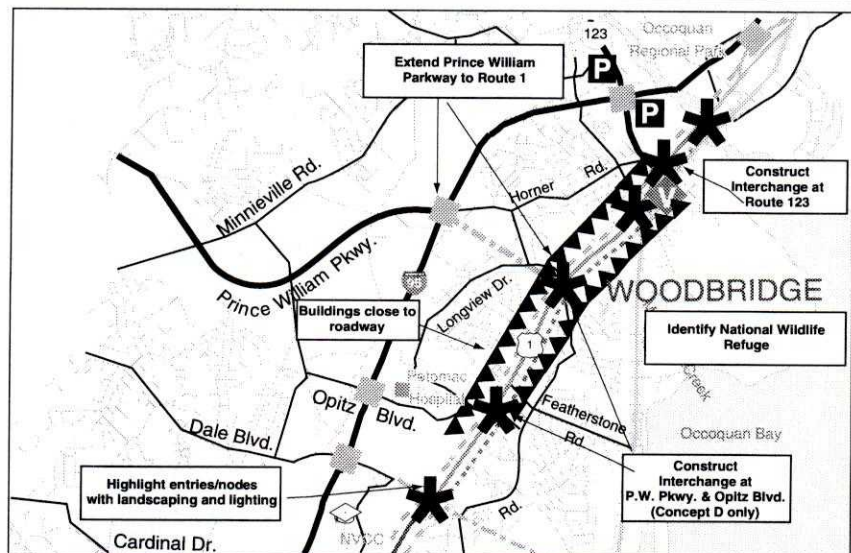 123
Occoquan
Regional Park
Extend Prince William
Parkway to Route 1
P
P
Minnieville Rd.
Horner Rd.
Construct
Interchange at
Route 123
V
Prince William Pkwy.
95
WOODBRIDGE
Longview Dr.
Buildings close to
roadway
1
Identify National Wildlife
Refuge
Creek
Potomac
Hospital
Opitz Blvd.
Featherstone
Rd.
Dale Blvd.
Occoquan Bay
Highlight entries/nodes
with landscaping and lighting
Construct
Interchange at
P.W. Pkwy. & Opitz Blvd.
(Concept D only)
Rd.
NVCC
Cardinal Dr.